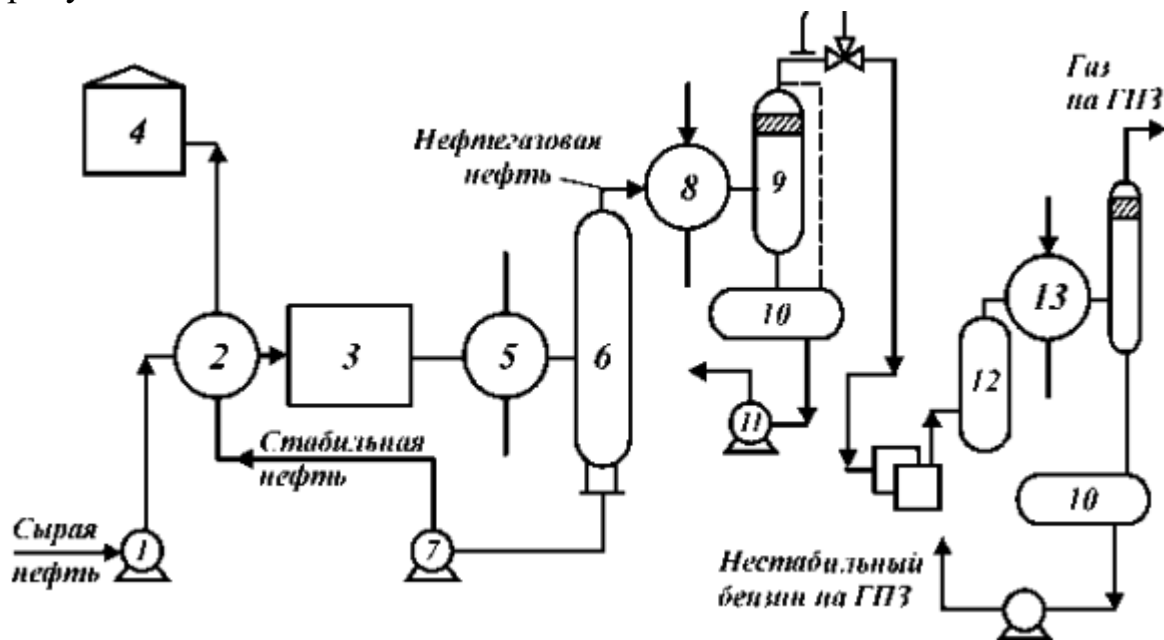 Газ
на ГПЗ
4
Нефтегазовая
нефть
8
9
13
10
2
3
5
6
12
11
Стабильная
нефть
10
Сырая
нефть
1
7
Нестабильный
бензин на ГПЗ